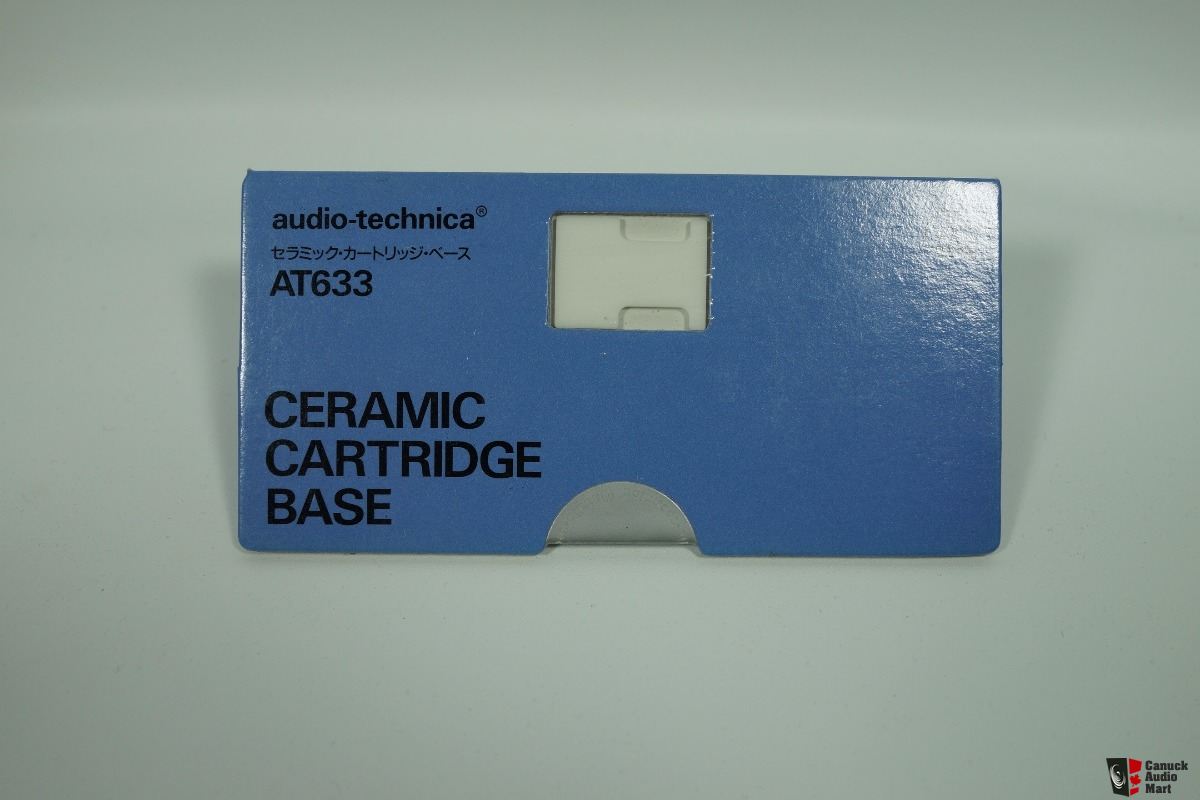 audio-technica®
セラミック・カートリッジ・ベース
AT633
CERAMIC
CARTRIDGE
BASE
Canuck
Audio
Mart